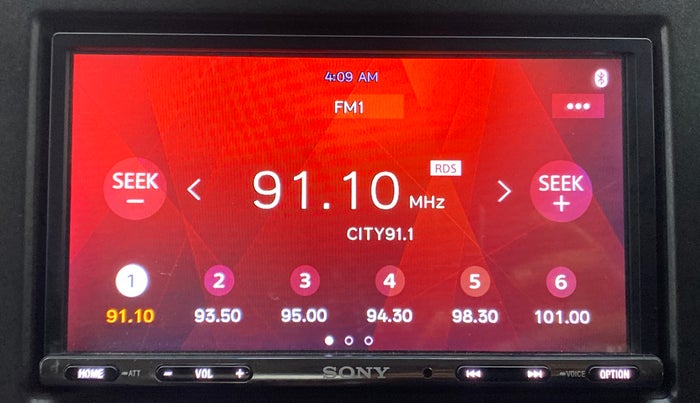 4:09 AM
FM1
•••
SEEK
−
<
91.10 MHz
RDS
>
SEEK
+
CITY91.1
1 2 3 4 5 6
91.10 93.50 95.00 94.30 98.30 101.00
HOME –ATT – VOL + SONY ⏮ ⏭ –VOICE OPTION